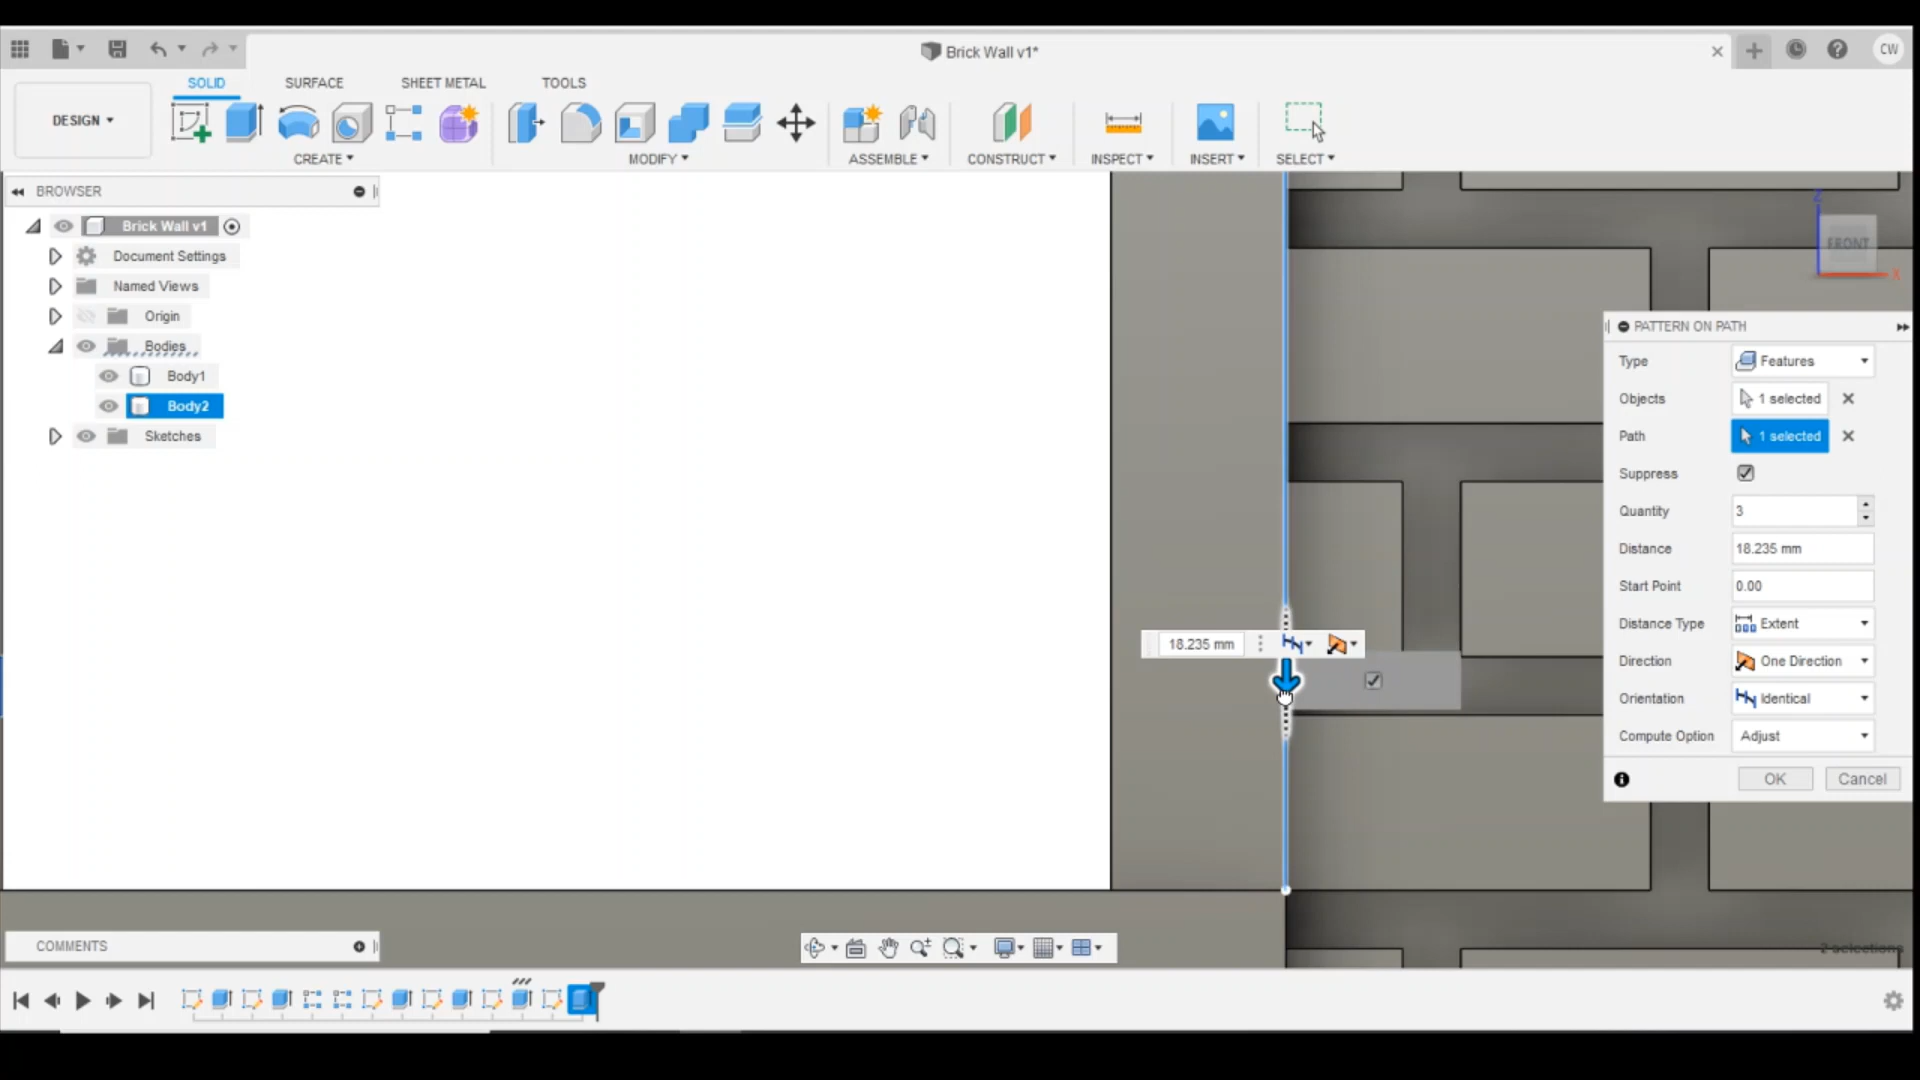 Brick Wall v1*
CW
SOLID
SURFACE
SHEET METAL
TOOLS
DESIGN
CREATE
MODIFY
ASSEMBLE
CONSTRUCT
INSPECT
INSERT
SELECT
BROWSER
Brick Wall v1
Document Settings
Named Views
Origin
Bodies
Body1
Body2
Sketches
Z
FRONT
X
PATTERN ON PATH
Type Features
Objects 1 selected
Path 1 selected
Suppress
Quantity 3
Distance 18.235 mm
Start Point 0.00
Distance Type Extent
Direction One Direction
Orientation Identical
Compute Option Adjust
OK Cancel
18.235 mm
COMMENTS
2 selections